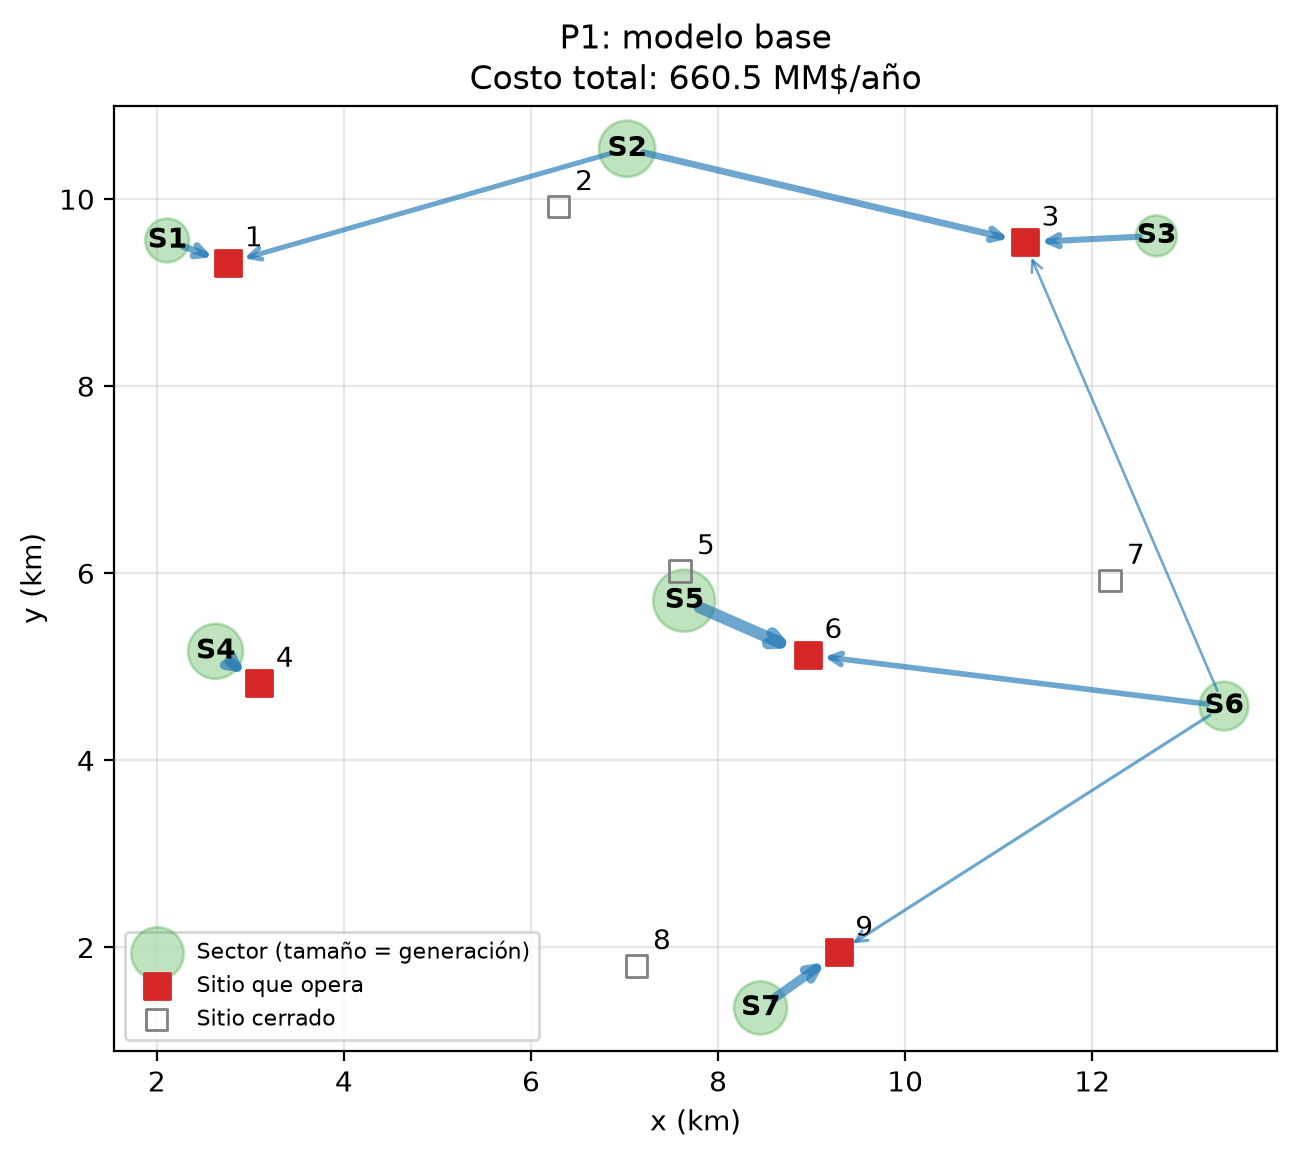 P1: modelo base
Costo total: 660.5 MM$/año
S2
2
10
S1
1
3
S3
8
y (km)
6
5
7
S5
6
S4
4
S6
4
9
2
8
S7
Sector (tamaño = generación)
Sitio que opera
Sitio cerrado
2
4
6
8
10
12
x (km)